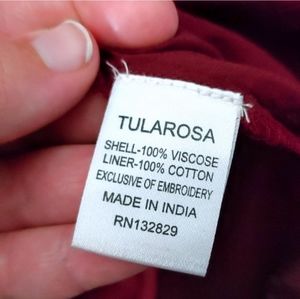 TULAROSA
SHELL-100% VISCOSE
LINER-100% COTTON
EXCLUSIVE OF EMBROIDERY
MADE IN INDIA
RN132829